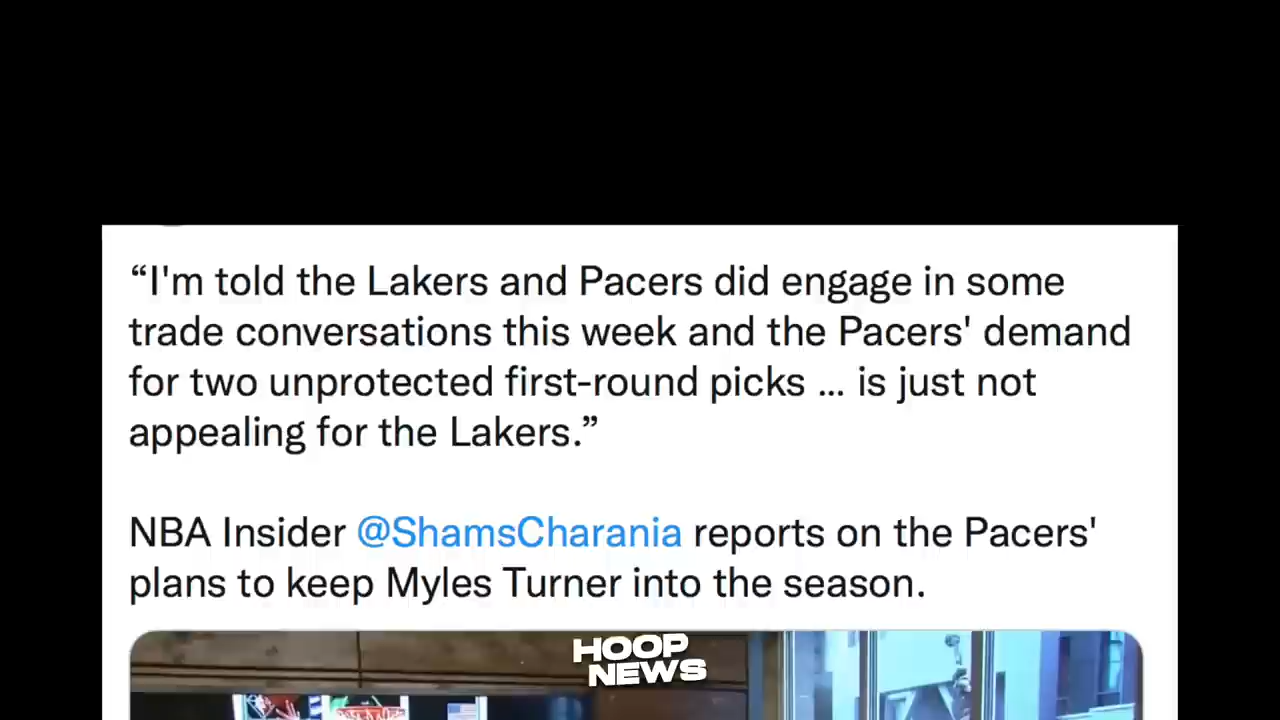 “I'm told the Lakers and Pacers did engage in some
trade conversations this week and the Pacers' demand
for two unprotected first-round picks ... is just not
appealing for the Lakers.”
NBA Insider @ShamsCharania reports on the Pacers'
plans to keep Myles Turner into the season.
HOOP
NEWS